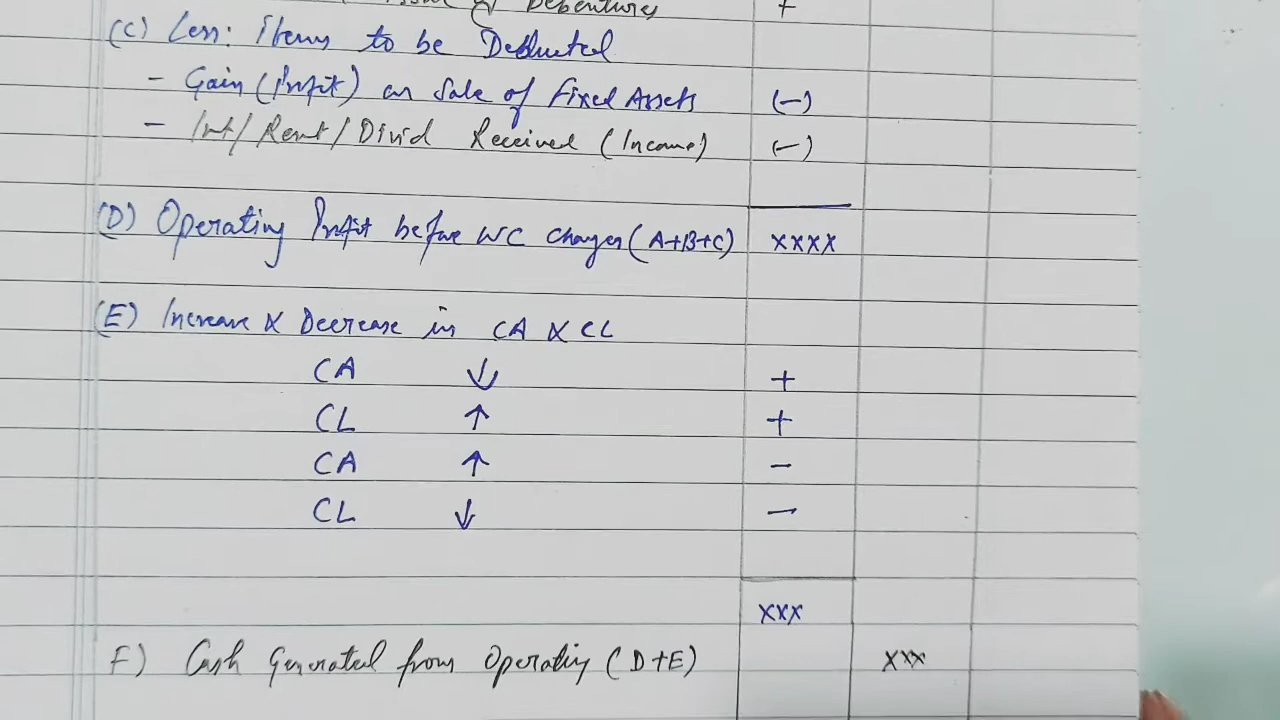 of Debentures +
(C) Less: Items to be Deducted
- Gain (Profit) on Sale of Fixed Assets (-)
- Int/Rent/Divid Received (Income) (-)
(D) Operating Profit before WC Changes (A+B+C) xxxx
(E) Increase & Decrease in CA & CL
CA ↓ +
CL ↑ +
CA ↑ -
CL ↓ -
xxx
F) Cash Generated from Operating (D+E) xxx